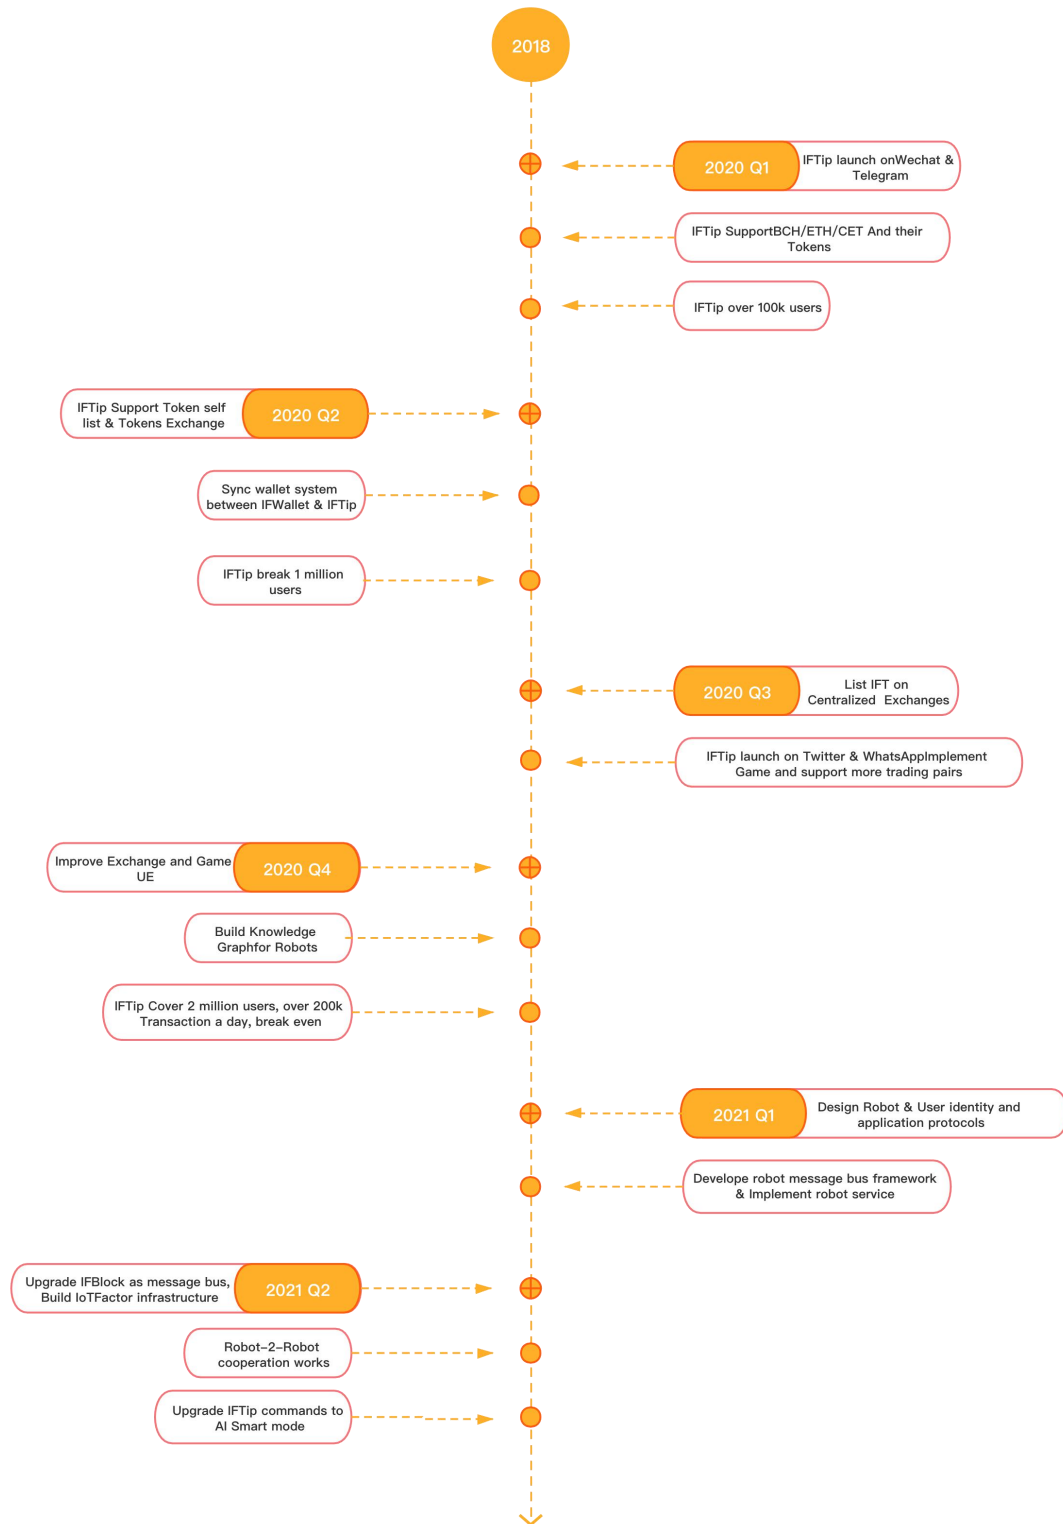 2018
2020 Q1
IFTip launch onWechat &
Telegram
IFTip SupportBCH/ETH/CET And their
Tokens
IFTip over 100k users
IFTip Support Token self
list & Tokens Exchange
2020 Q2
Sync wallet system
between IFWallet & IFTip
IFTip break 1 million
users
2020 Q3
List IFT on
Centralized Exchanges
IFTip launch on Twitter & WhatsAppImplement
Game and support more trading pairs
Improve Exchange and Game
UE
2020 Q4
Build Knowledge
Graphfor Robots
IFTip Cover 2 million users, over 200k
Transaction a day, break even
2021 Q1
Design Robot & User identity and
application protocols
Develope robot message bus framework
& Implement robot service
Upgrade IFBlock as message bus,
Build IoTFactor infrastructure
2021 Q2
Robot-2-Robot
cooperation works
Upgrade IFTip commands to
AI Smart mode